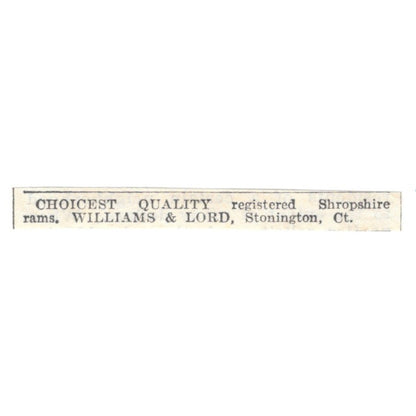 CHOICEST QUALITY registered Shropshire
rams. WILLIAMS & LORD, Stonington, Ct.